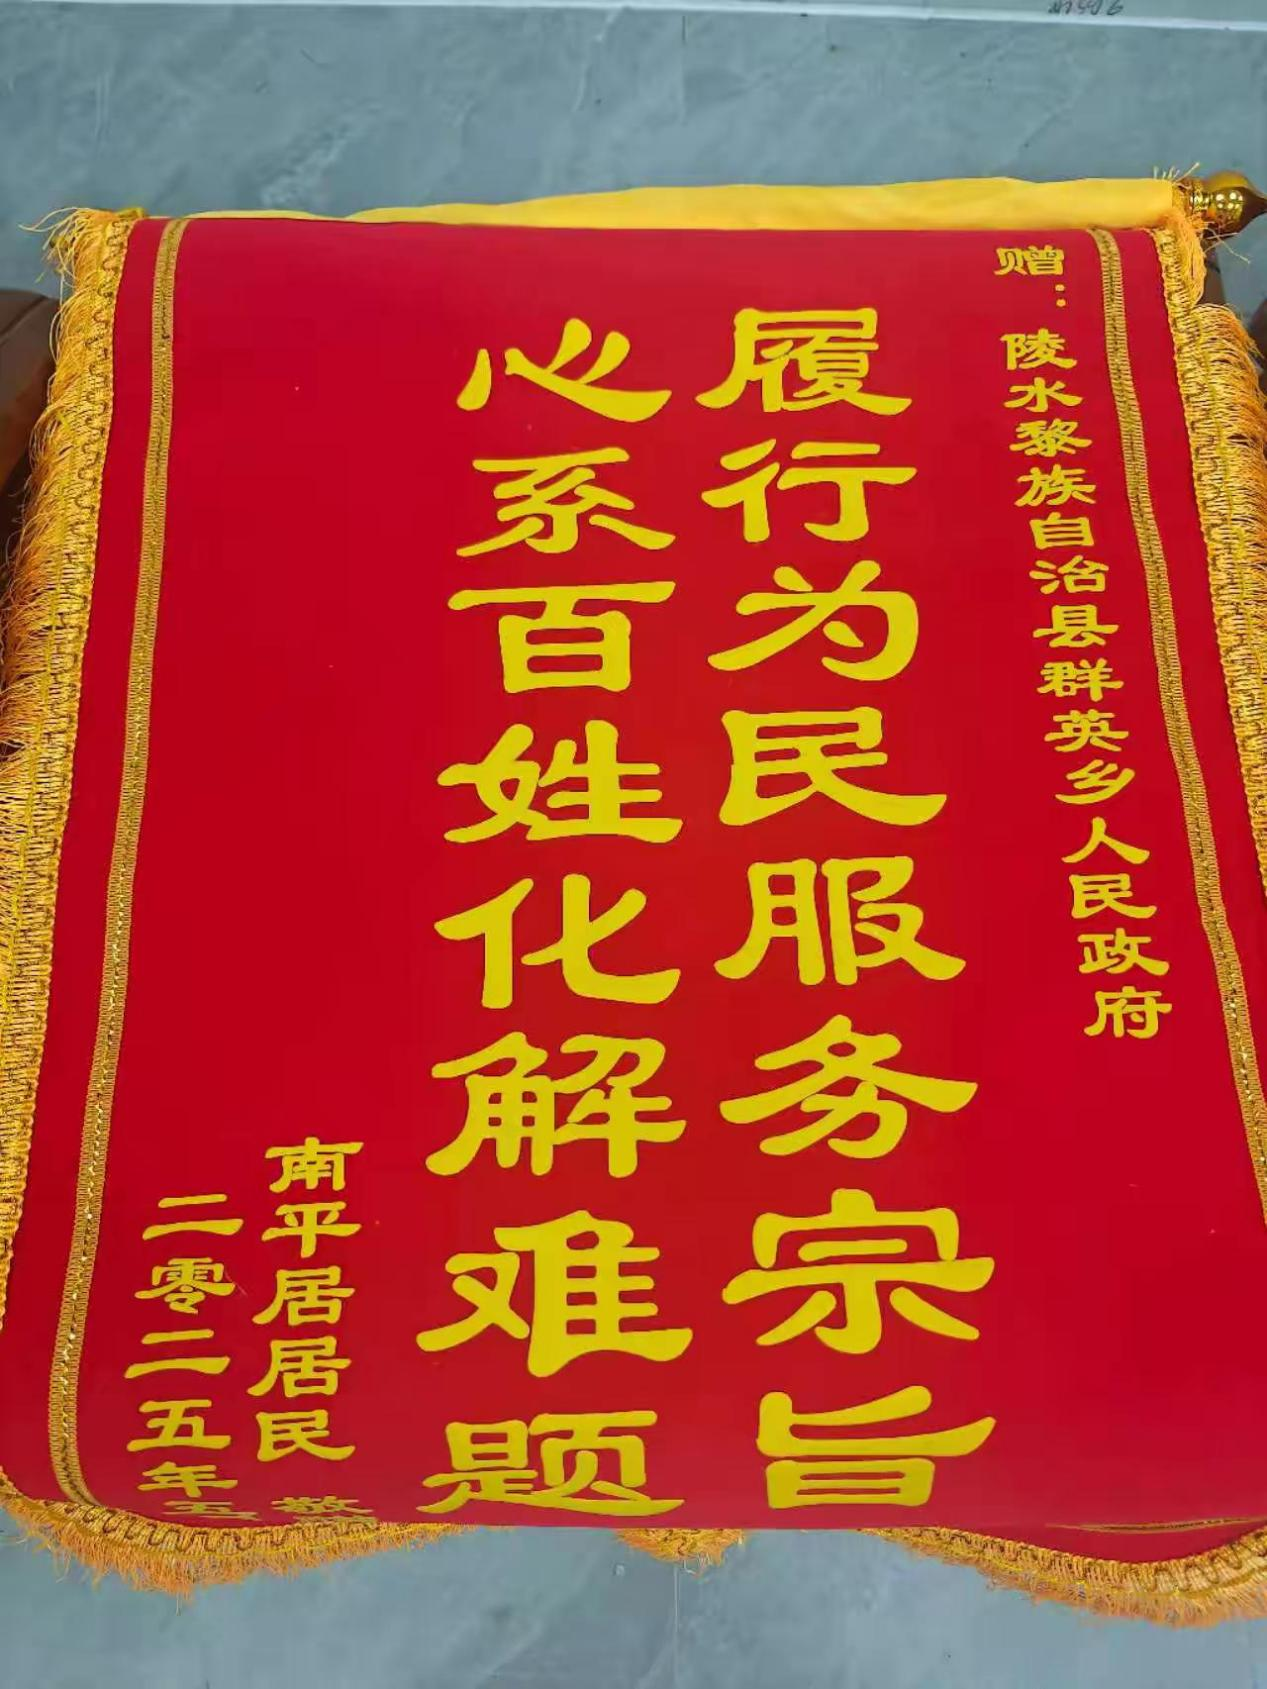 赠：陵水黎族自治县群英乡人民政府
履行为民服务宗旨
心系百姓化解难题
南平居居民 敬
二零二五年五